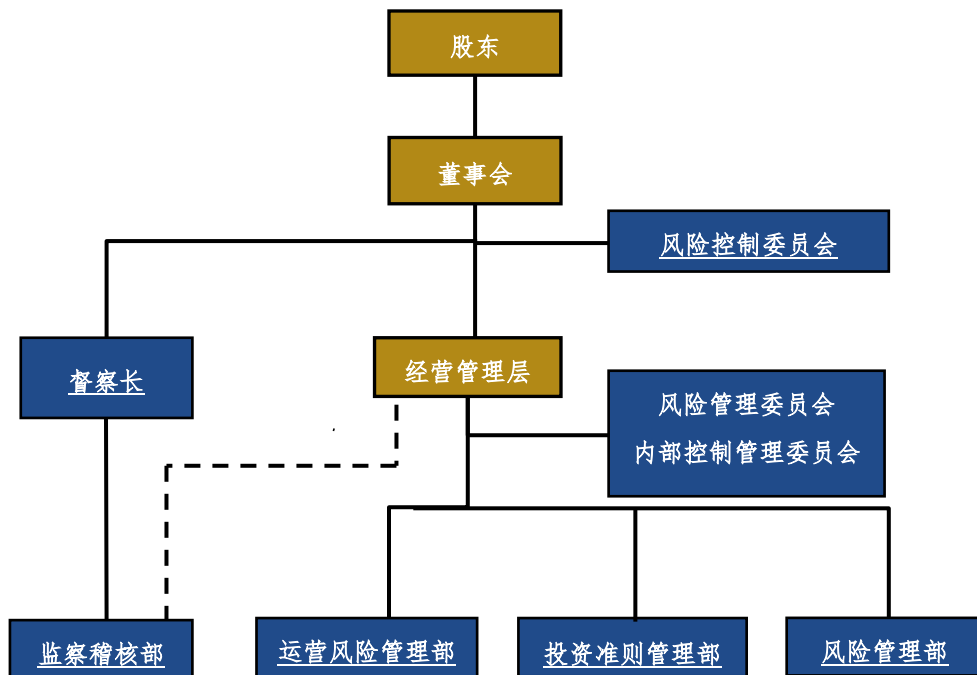 股东
董事会
风险控制委员会
督察长
经营管理层
风险管理委员会
内部控制管理委员会
监察稽核部
运营风险管理部
投资准则管理部
风险管理部